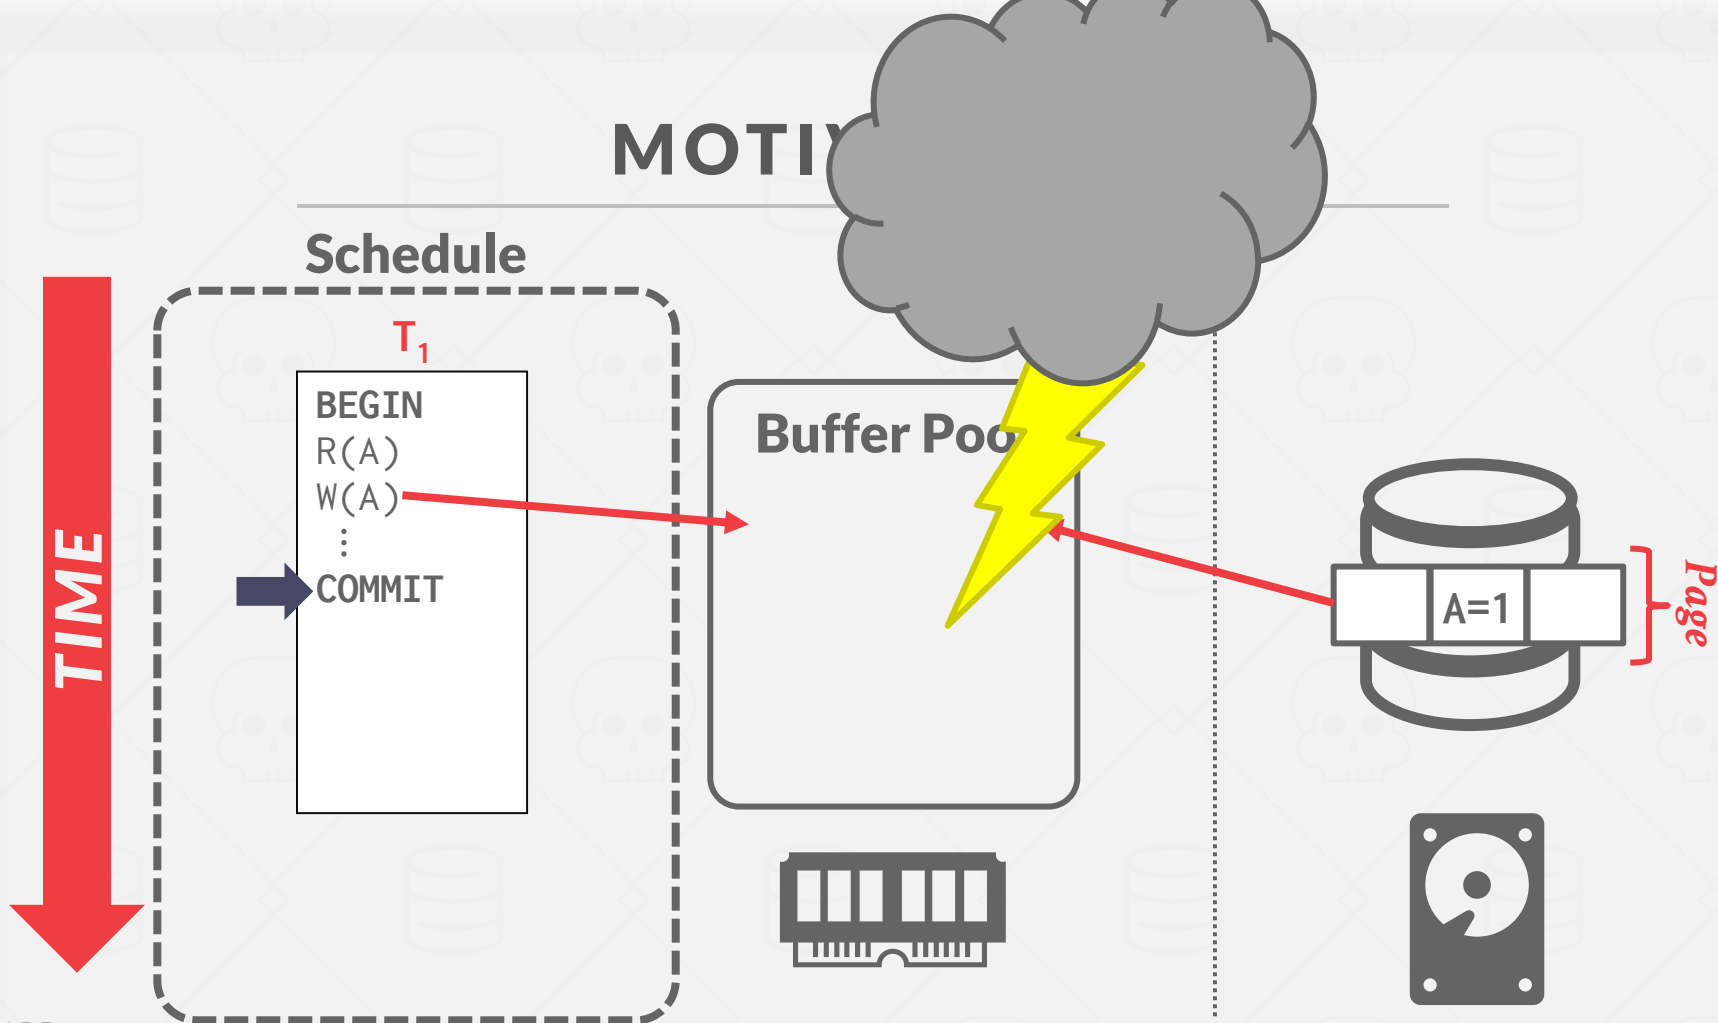 MOTI
Schedule
TIME
T1
BEGIN
R(A)
W(A)
⋮
COMMIT
Buffer Poo
A=1
Page